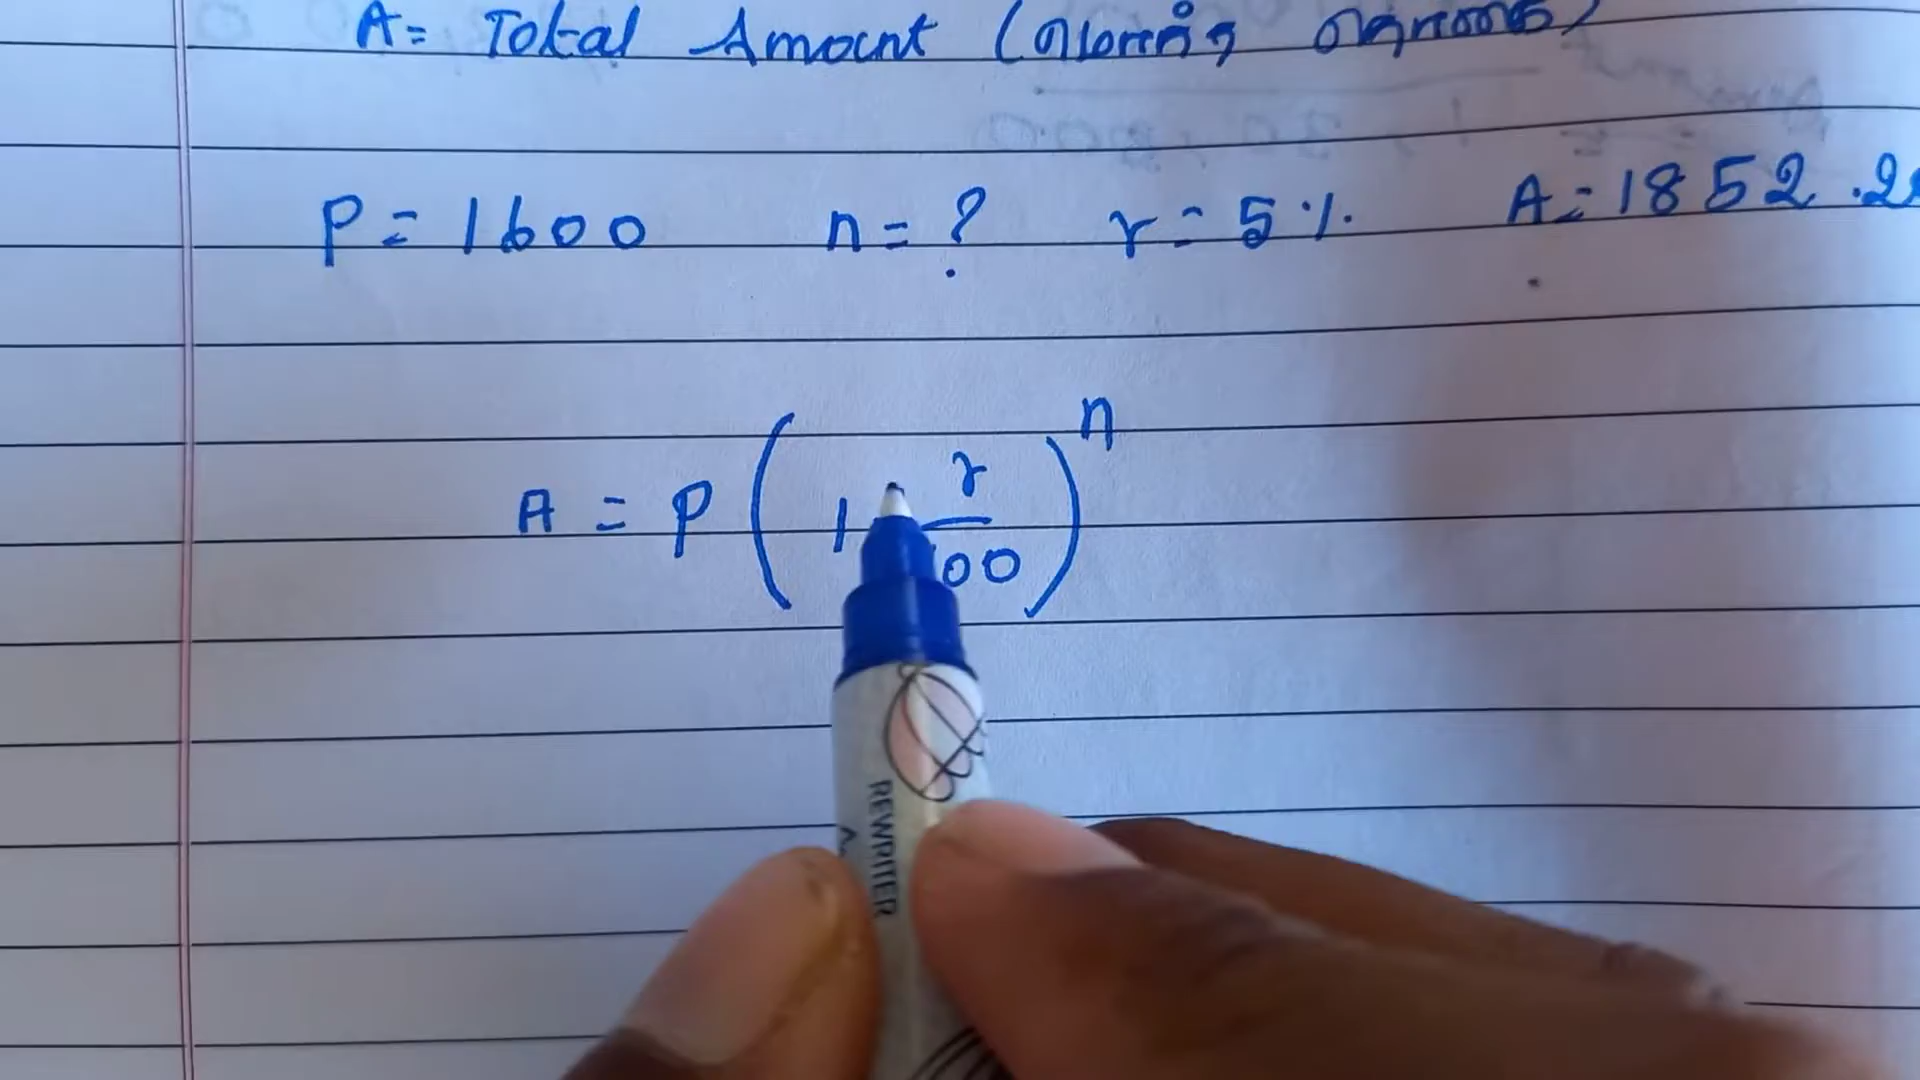 A = Total Amount (மொத்த தொகை)
P = 1600 n = ? r = 5 % A = 1852.2
A = P ( 1 r/100 )^n
REWRITER